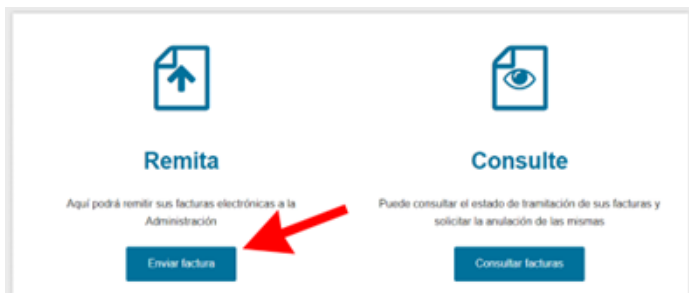 Remita
Aquí podrá remitir sus facturas electrónicas a la
Administración
Enviar factura
Consulte
Puede consultar el estado de tramitación de sus facturas y
solicitar la anulación de las mismas
Consultar facturas